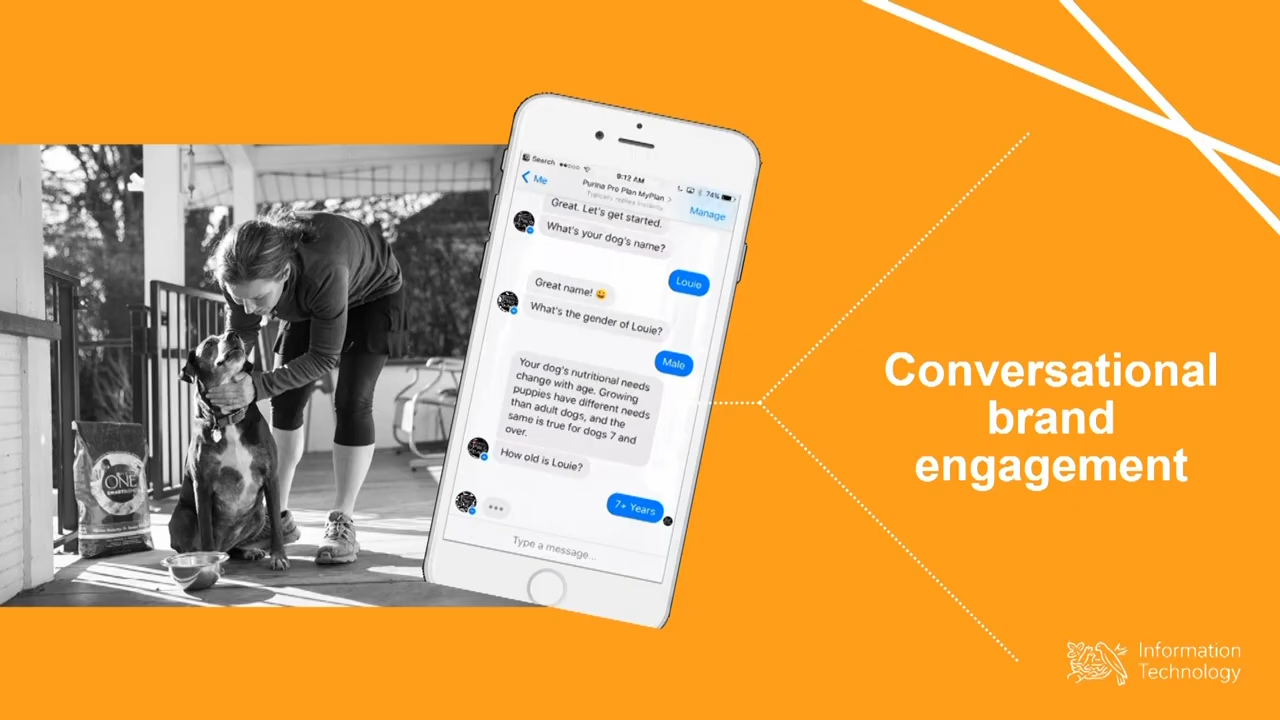 Search
9:12 AM
74%
Me
Purina Pro Plan MyPlan
Typically replies instantly
Manage
Great. Let's get started.
What's your dog's name?
Louie
Great name! 😀
What's the gender of Louie?
Male
Your dog's nutritional needs
change with age. Growing
puppies have different needs
than adult dogs, and the
same is true for dogs 7 and
over.
How old is Louie?
7+ Years
Type a message...
ONE
Conversational
brand
engagement
Information
Technology